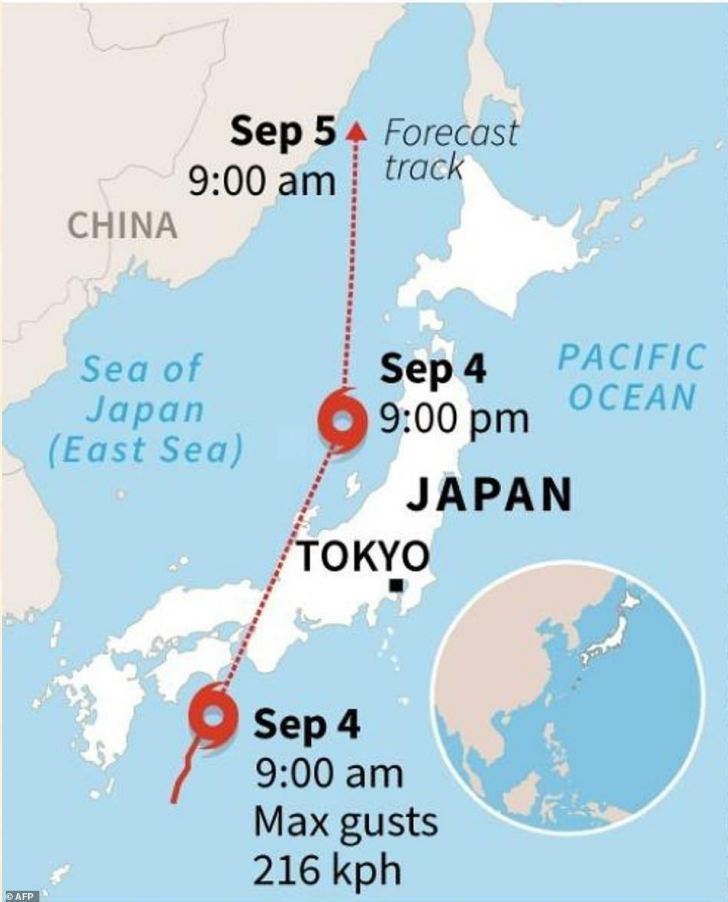 Sep 5
9:00 am
Forecast
track
CHINA
Sea of
Japan
(East Sea)
Sep 4
9:00 pm
PACIFIC
OCEAN
JAPAN
TOKYO
Sep 4
9:00 am
Max gusts
216 kph
© AFP